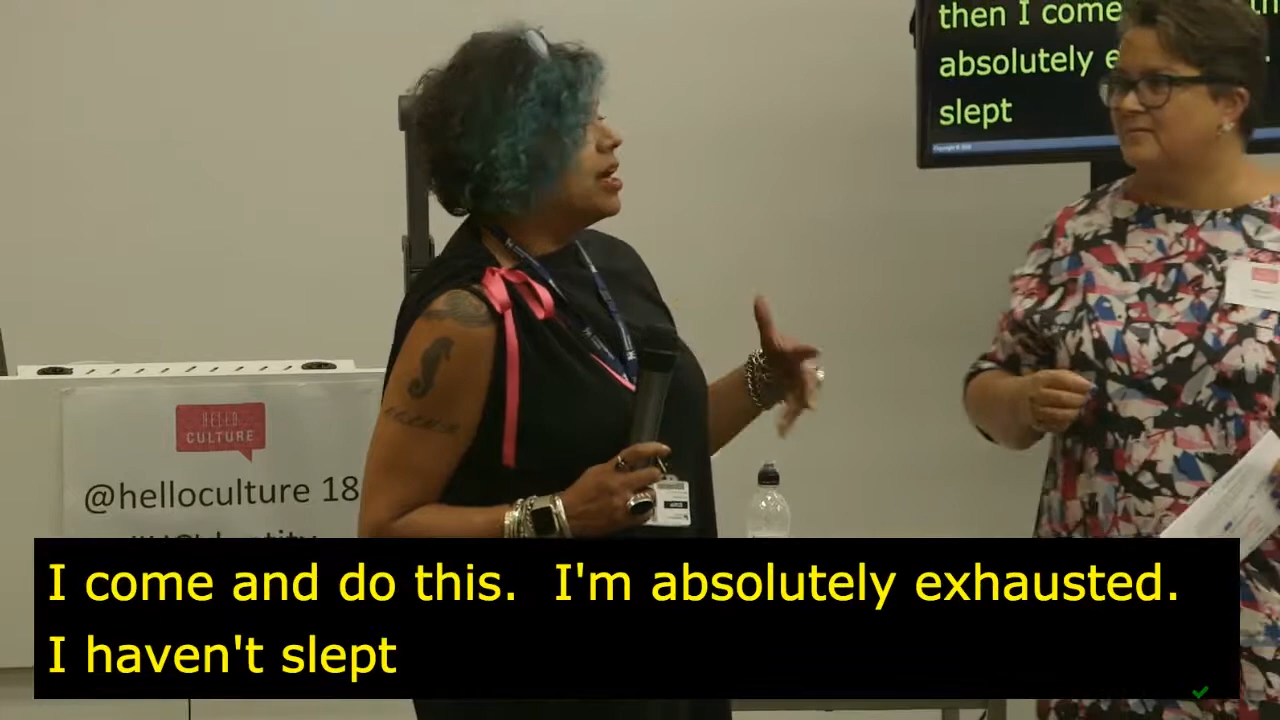 then I come
absolutely
slept
HELLO
CULTURE
@helloculture 18
I come and do this. I'm absolutely exhausted.
I haven't slept